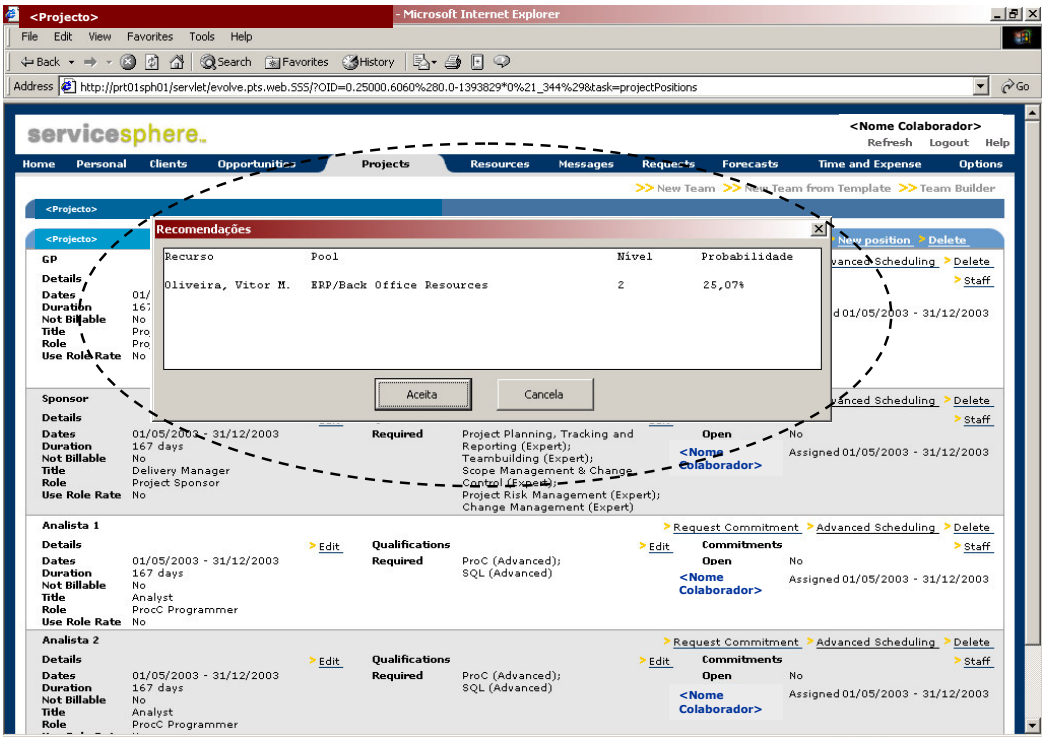 <Projecto> - Microsoft Internet Explorer
File Edit View Favorites Tools Help
Back Search Favorites History
Address http://prt01sph01/servlet/evolve.pts.web.SSS/?OID=0.25000.6060%280.0-1393829*0%21_344%29&task=projectPositions Go
servicesphere™
<Nome Colaborador>
Refresh Logout Help
Home Personal Clients Opportunities Projects Resources Messages Requests Forecasts Time and Expense Options
>> New Team >> New Team from Template >> Team Builder
<Projecto>
<Projecto> > New position > Delete
Recomendações
Recurso Pool Nível Probabilidade
Oliveira, Vitor M. ERP/Back Office Resources 2 25,07%
Aceita Cancela
GP vanced Scheduling > Delete
Details > Staff
Dates 01/
Duration 167
Not Billable No d 01/05/2003 - 31/12/2003
Title Proj
Role Proj
Use Role Rate No
Sponsor vanced Scheduling > Delete
Details > Staff
Dates 01/05/2003 - 31/12/2003 Required Project Planning, Tracking and Open No
Duration 167 days Reporting (Expert);
Not Billable No Teambuilding (Expert); <Nome Colaborador> Assigned 01/05/2003 - 31/12/2003
Title Delivery Manager Scope Management & Change
Role Project Sponsor Control (Expert);
Use Role Rate No Project Risk Management (Expert);
Change Management (Expert)
Analista 1 > Request Commitment > Advanced Scheduling > Delete
Details > Edit Qualifications > Edit Commitments > Staff
Dates 01/05/2003 - 31/12/2003 Required ProC (Advanced); Open No
Duration 167 days SQL (Advanced)
Not Billable No <Nome Colaborador> Assigned 01/05/2003 - 31/12/2003
Title Analyst
Role ProcC Programmer
Use Role Rate No
Analista 2 > Request Commitment > Advanced Scheduling > Delete
Details > Edit Qualifications > Edit Commitments > Staff
Dates 01/05/2003 - 31/12/2003 Required ProC (Advanced); Open No
Duration 167 days SQL (Advanced)
Not Billable No <Nome Colaborador> Assigned 01/05/2003 - 31/12/2003
Title Analyst
Role ProcC Programmer